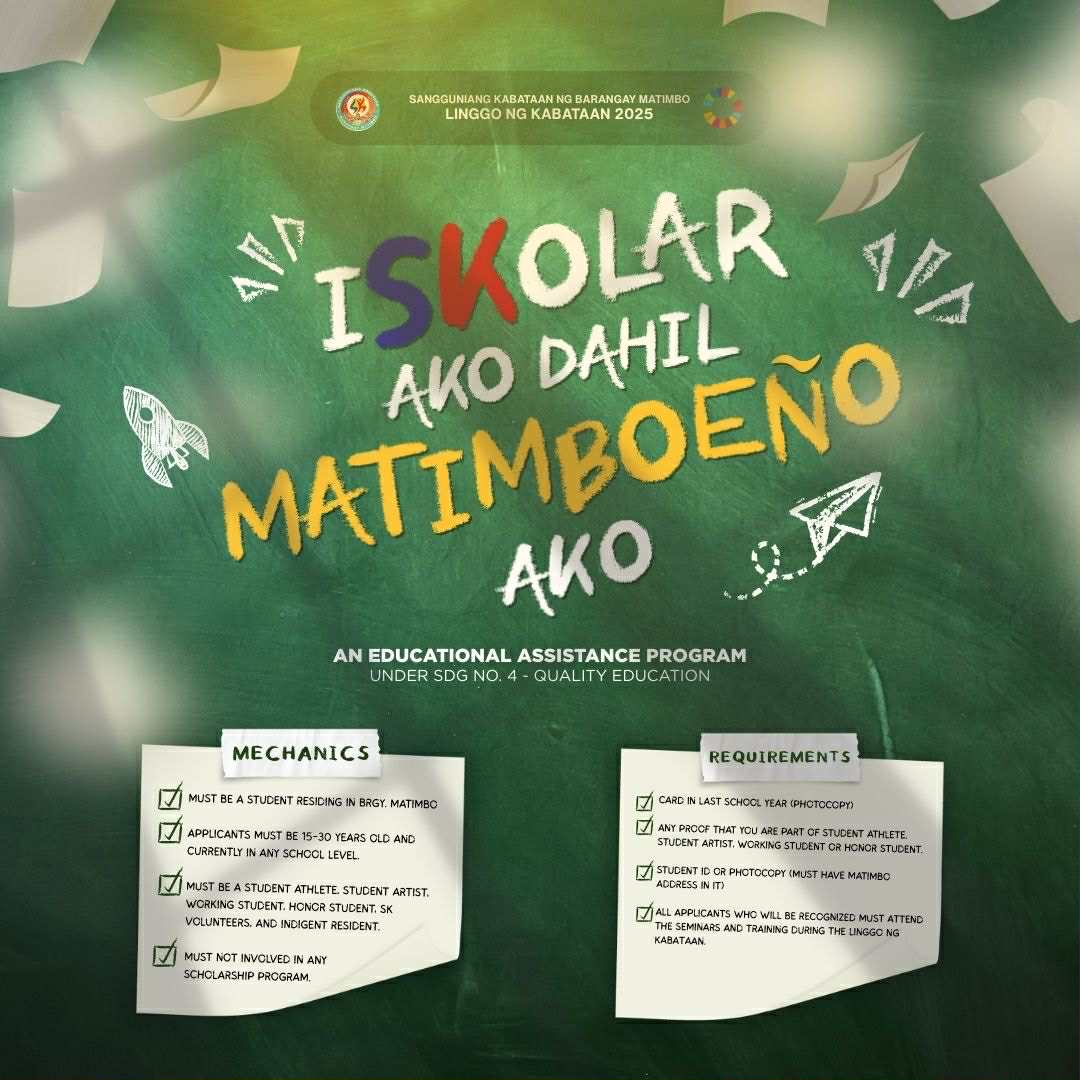 SANGGUNIANG KABATAAN NG BARANGAY MATIMBO
LINGGO NG KABATAAN 2025
ISKOLAR
AKO DAHIL
MATIMBOEÑO
AKO
AN EDUCATIONAL ASSISTANCE PROGRAM
UNDER SDG NO. 4 - QUALITY EDUCATION
MECHANICS
MUST BE A STUDENT RESIDING IN BRGY. MATIMBO
APPLICANTS MUST BE 15-30 YEARS OLD AND
CURRENTLY IN ANY SCHOOL LEVEL.
MUST BE A STUDENT ATHLETE, STUDENT ARTIST,
WORKING STUDENT, HONOR STUDENT, SK
VOLUNTEERS, AND INDIGENT RESIDENT.
MUST NOT INVOLVED IN ANY
SCHOLARSHIP PROGRAM.
REQUIREMENTS
CARD IN LAST SCHOOL YEAR (PHOTOCOPY)
ANY PROOF THAT YOU ARE PART OF STUDENT ATHLETE,
STUDENT ARTIST, WORKING STUDENT OR HONOR STUDENT.
STUDENT ID OR PHOTOCOPY (MUST HAVE MATIMBO
ADDRESS IN IT)
ALL APPLICANTS WHO WILL BE RECOGNIZED MUST ATTEND
THE SEMINARS AND TRAINING DURING THE LINGGO NG
KABATAAN.